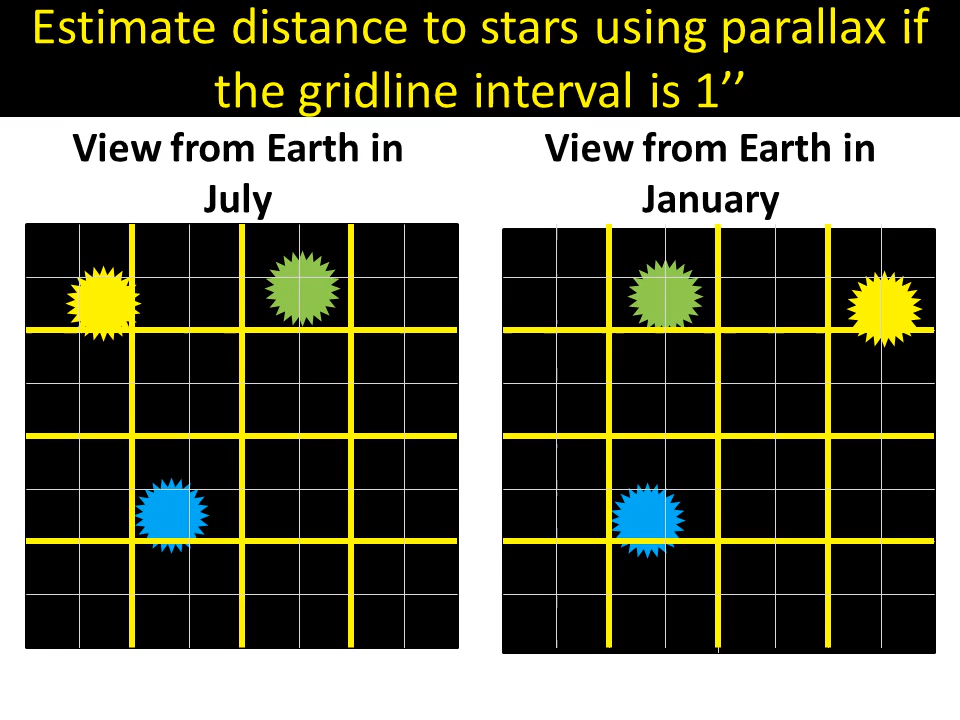 Estimate distance to stars using parallax if
the gridline interval is 1’’
View from Earth in
July
View from Earth in
January